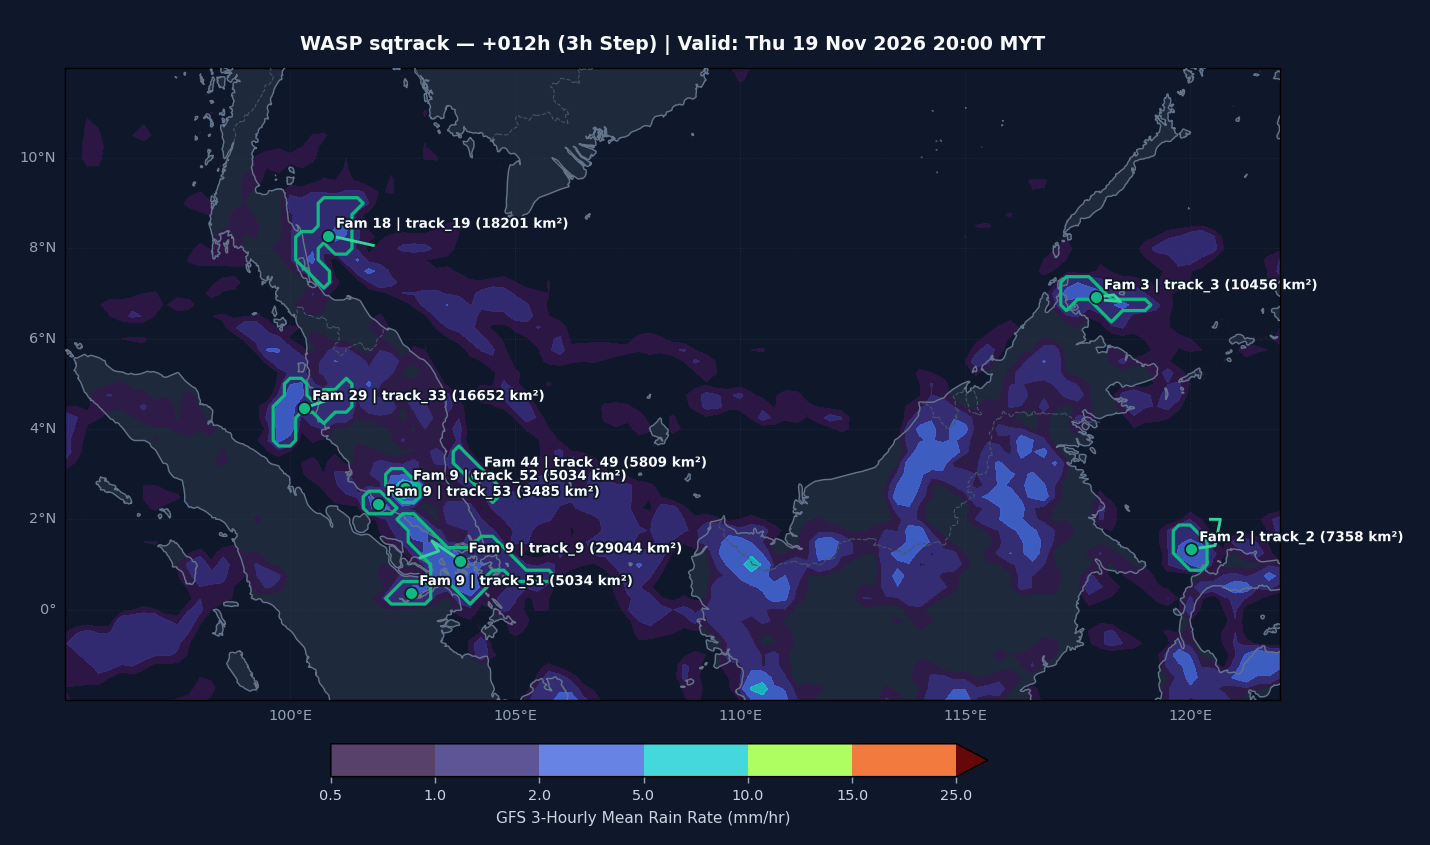 WASP sqtrack — +012h (3h Step) | Valid: Thu 19 Nov 2026 20:00 MYT
10°N
8°N
6°N
4°N
2°N
0°
Fam 18 | track_19 (18201 km²)
Fam 3 | track_3 (10456 km²)
Fam 29 | track_33 (16652 km²)
Fam 44 | track_49 (5809 km²)
Fam 9 | track_52 (5034 km²)
Fam 9 | track_53 (3485 km²)
Fam 2 | track_2 (7358 km²)
Fam 9 | track_9 (29044 km²)
Fam 9 | track_51 (5034 km²)
100°E 105°E 110°E 115°E 120°E
0.5 1.0 2.0 5.0 10.0 15.0 25.0
GFS 3-Hourly Mean Rain Rate (mm/hr)